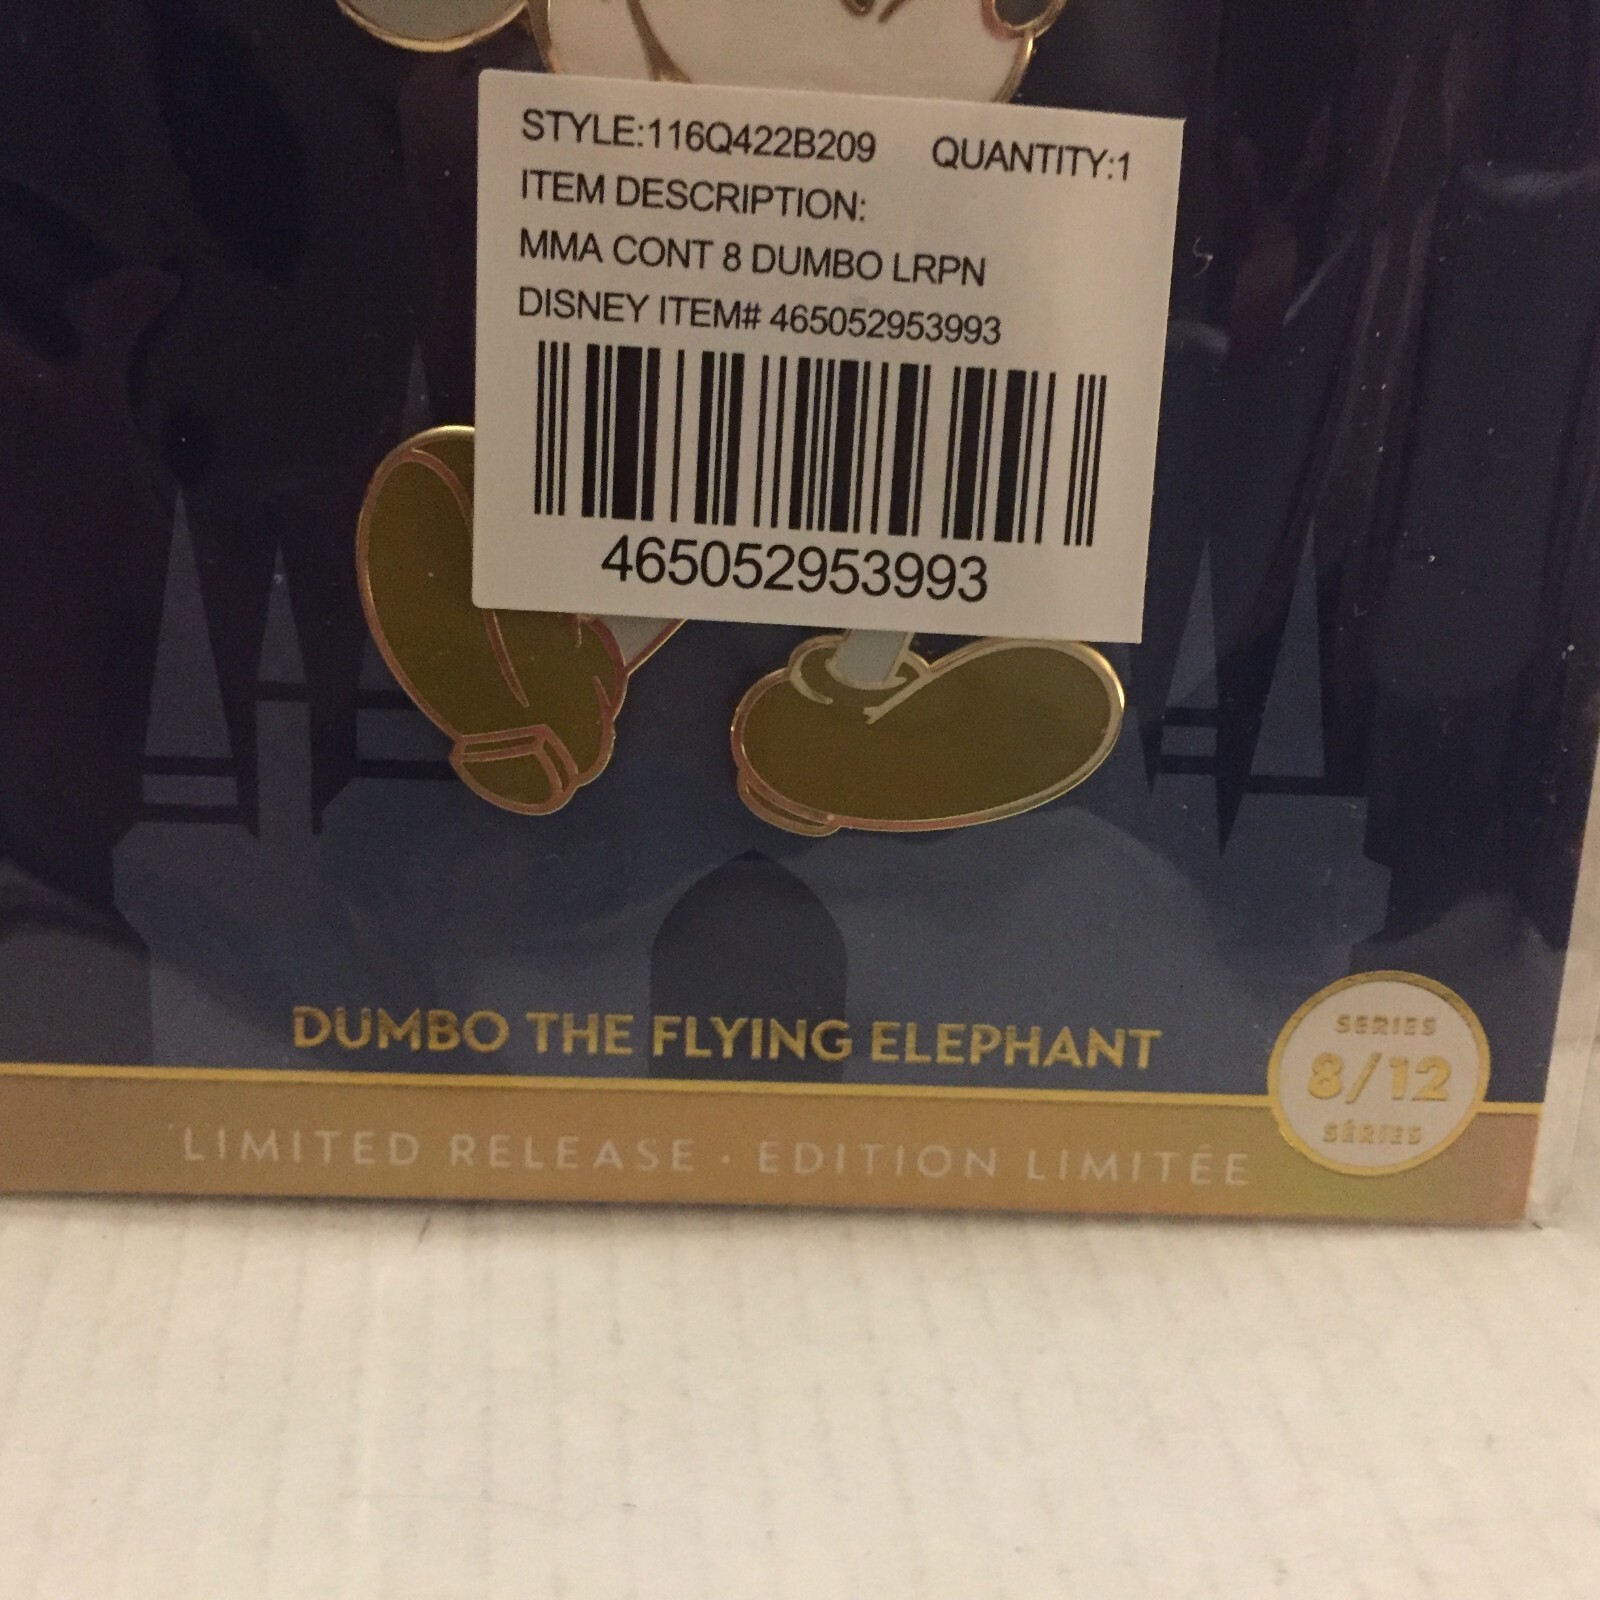 STYLE:116Q422B209 QUANTITY:1
ITEM DESCRIPTION:
MMA CONT 8 DUMBO LRPN
DISNEY ITEM# 465052953993
465052953993
DUMBO THE FLYING ELEPHANT
SERIES
8/12
SÉRIES
LIMITED RELEASE · ÉDITION LIMITÉE